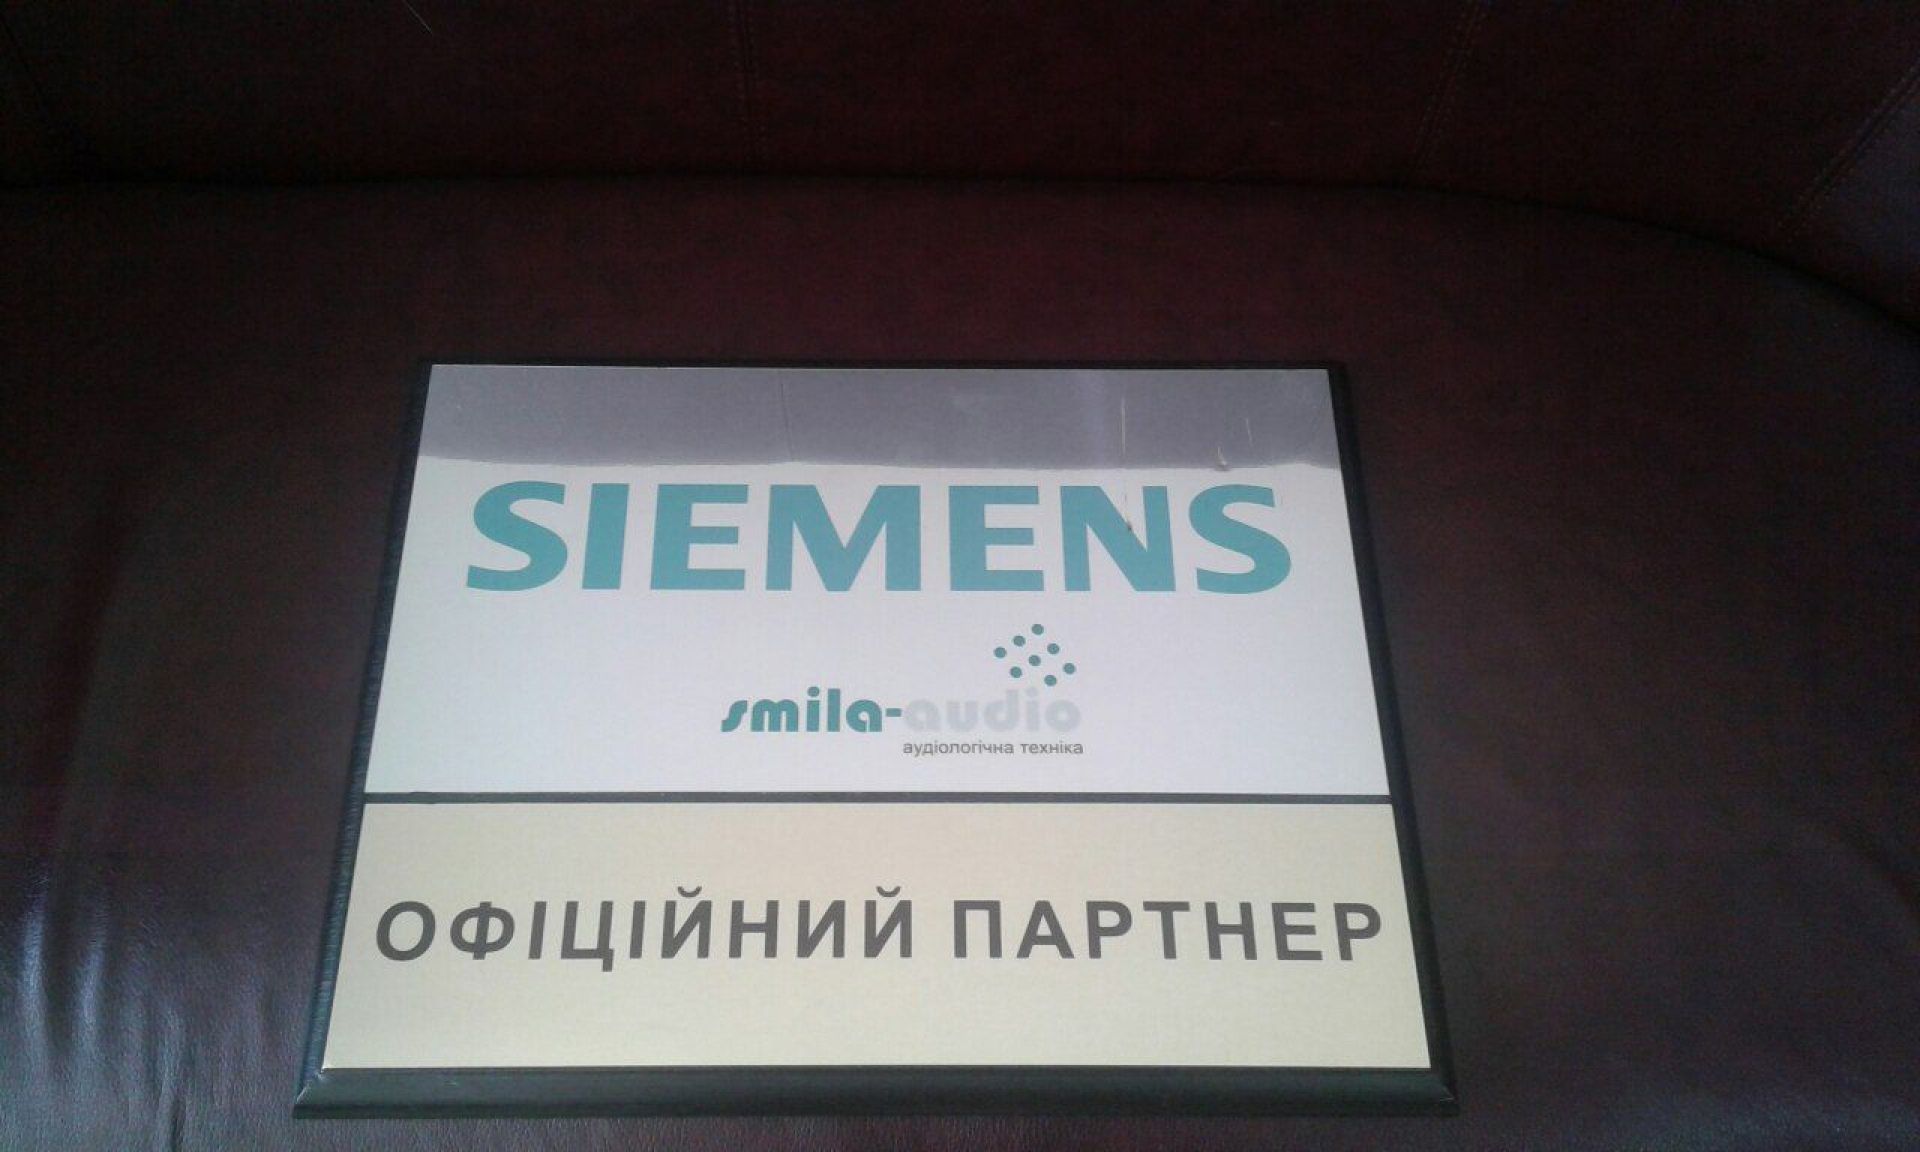 SIEMENS
smila-audio
аудіологічна техніка
ОФІЦІЙНИЙ ПАРТНЕР